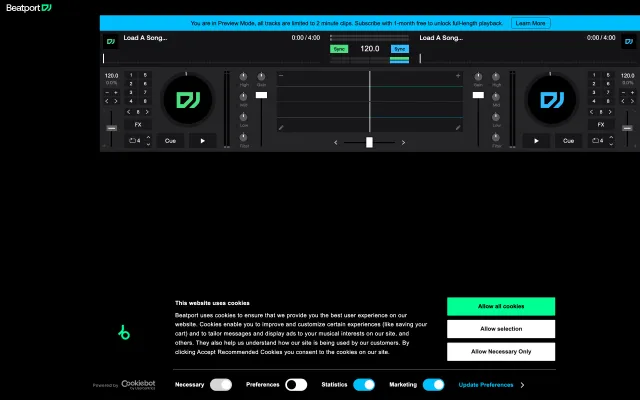 Beatport DJ
You are in Preview Mode, all tracks are limited to 2 minute clips. Subscribe with 1-month free to unlock full-length playback.
Learn More
Load A Song...
0:00 / 4:00
Sync
120.0
Sync
Load A Song...
0:00 / 4:00
120.0
0.0%
1 5
2 6
3 7
4 8
8
FX
4
Cue
High
Mid
Low
Filter
Gain
Gain
High
Mid
Low
Filter
Cue
1 5
2 6
3 7
4 8
8
FX
4
120.0
0.0%
This website uses cookies
Beatport uses cookies to ensure that we provide you the best user experience on our
website. Cookies enable you to improve and customize certain experiences (like saving your
cart) and to tailor messages and display ads to your musical interests on our site, and
others. They also help us understand how our site is being used by our customers. By
clicking Accept Recommended Cookies you consent to the cookies on our site.
Allow all cookies
Allow selection
Allow Necessary Only
Powered by Cookiebot
by Usercentrics
Necessary
Preferences
Statistics
Marketing
Update Preferences